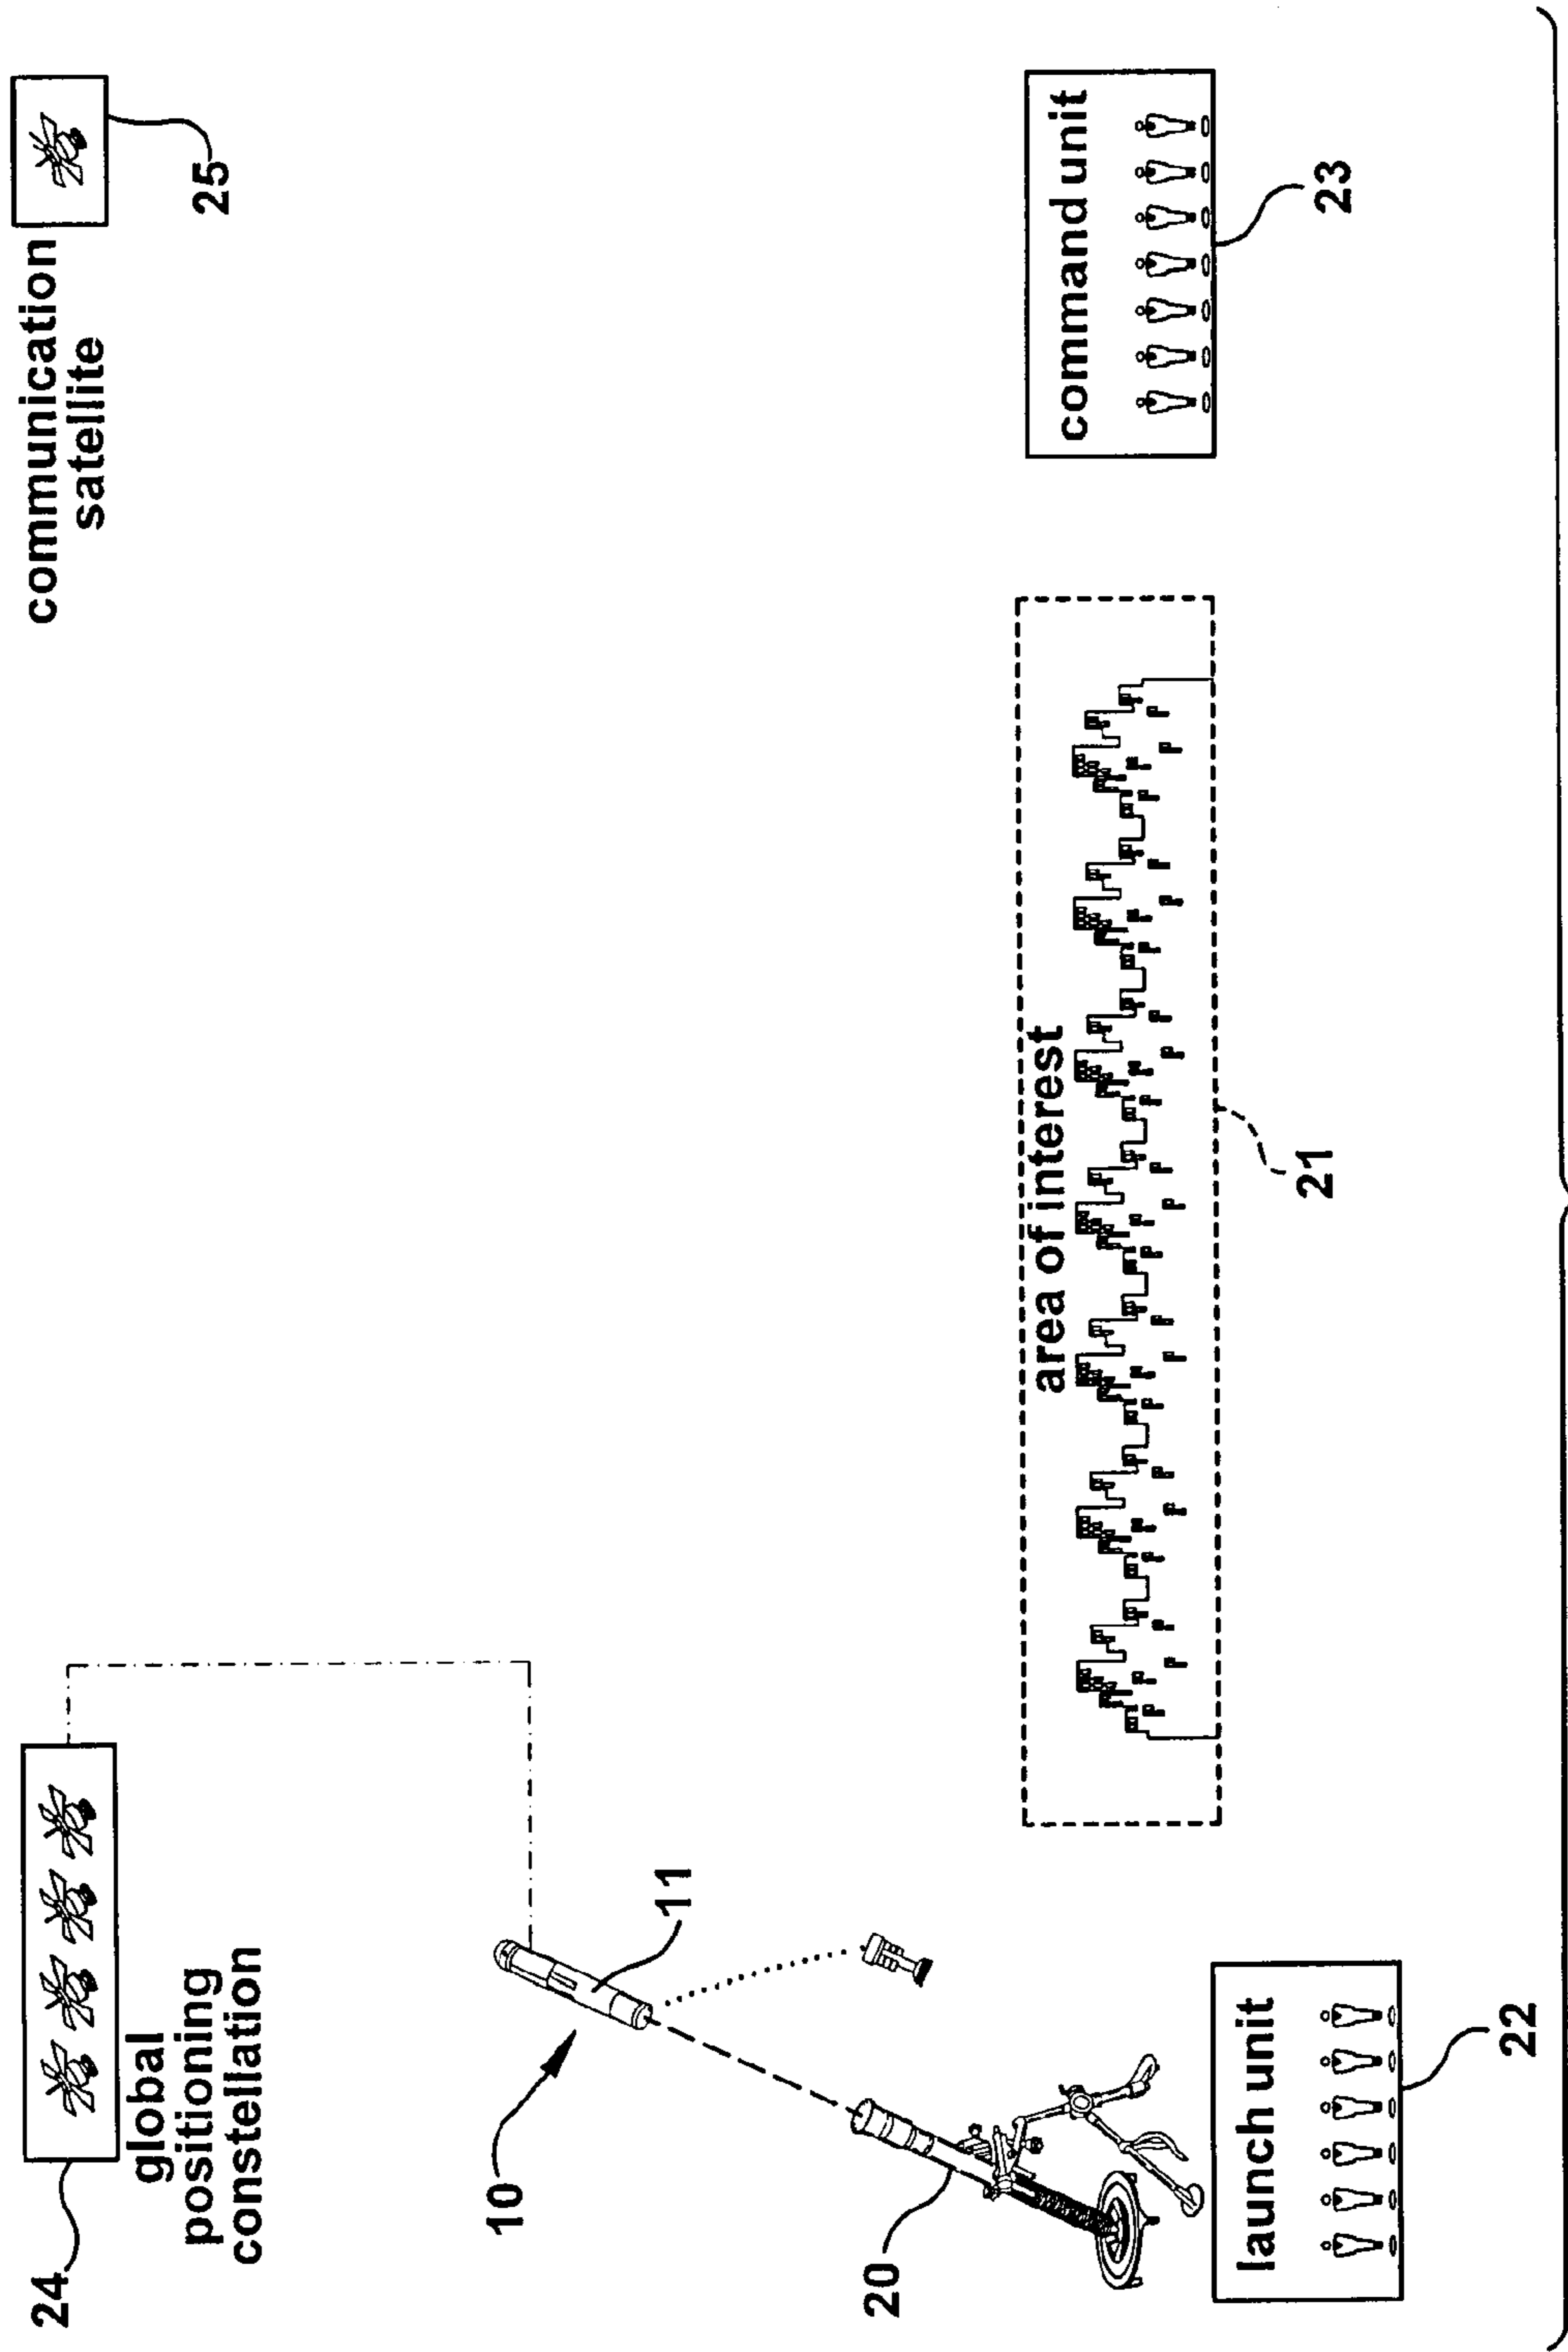 24
global
positioning
constellation
communication
satellite
25
10
11
20
area of interest
21
command unit
23
launch unit
22